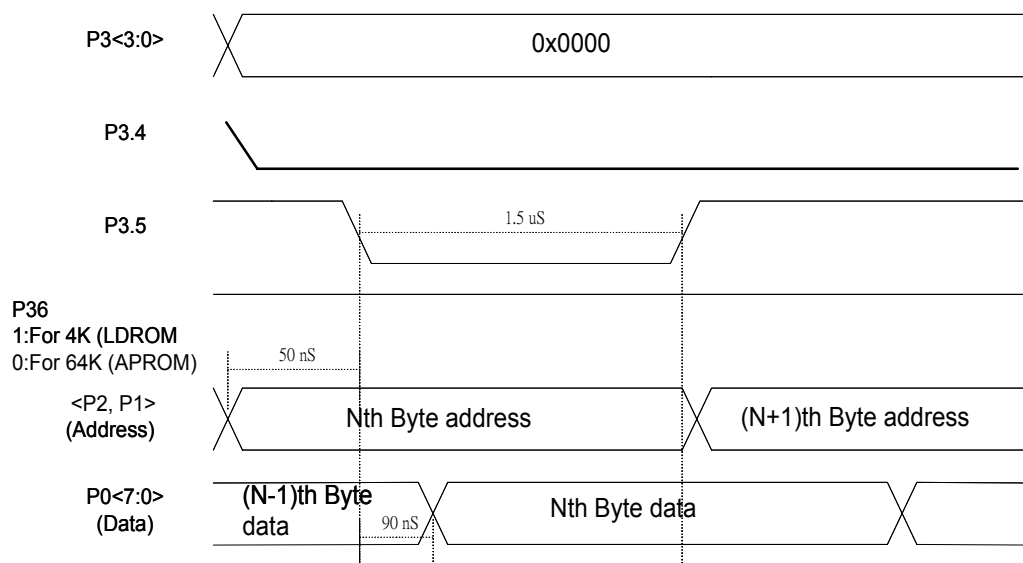 P3<3:0>
0x0000
P3.4
P3.5
1.5 uS
P36
1:For 4K (LDROM
0:For 64K (APROM)
50 nS
<P2, P1>
(Address)
Nth Byte address
(N+1)th Byte address
P0<7:0>
(Data)
(N-1)th Byte
data
90 nS
Nth Byte data